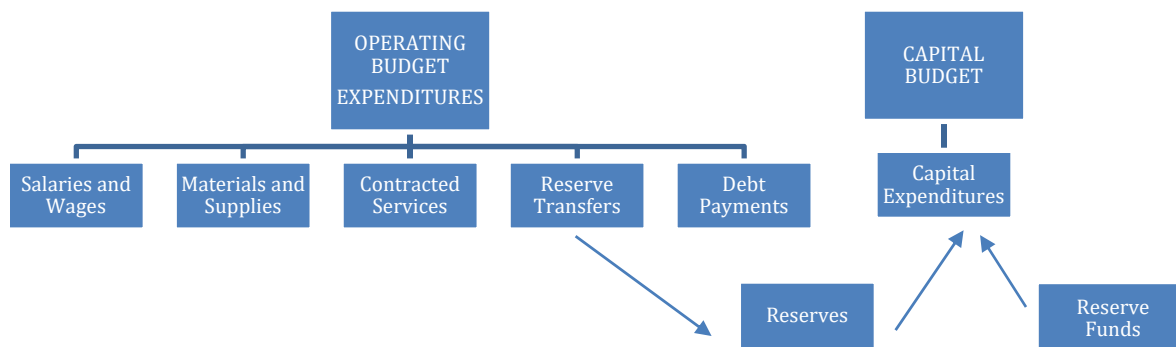 OPERATING
BUDGET
EXPENDITURES
CAPITAL
BUDGET
Salaries and
Wages
Materials and
Supplies
Contracted
Services
Reserve
Transfers
Debt
Payments
Capital
Expenditures
Reserves
Reserve
Funds